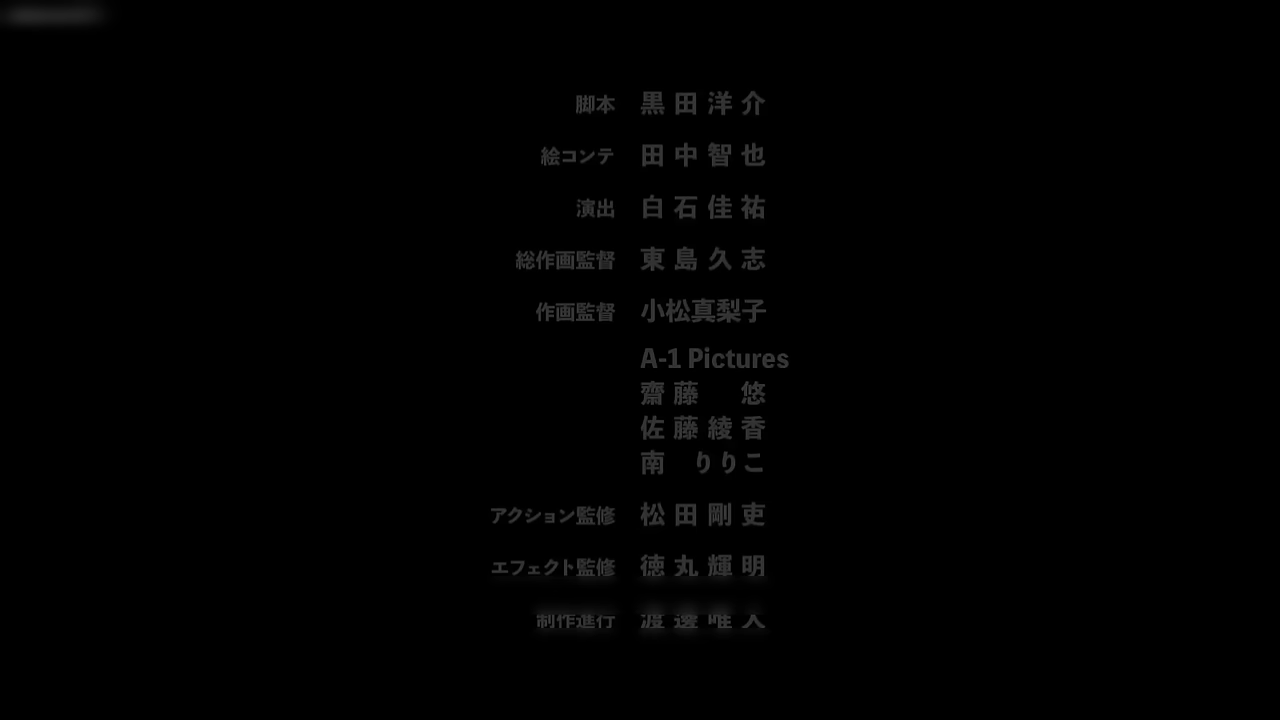 脚本 黒田洋介
絵コンテ 田中智也
演出 白石佳祐
総作画監督 東島久志
作画監督 小松真梨子
A-1 Pictures
齋藤 悠
佐藤綾香
南 りりこ
アクション監修 松田剛吏
エフェクト監修 徳丸輝明
制作進行 渡邊唯人